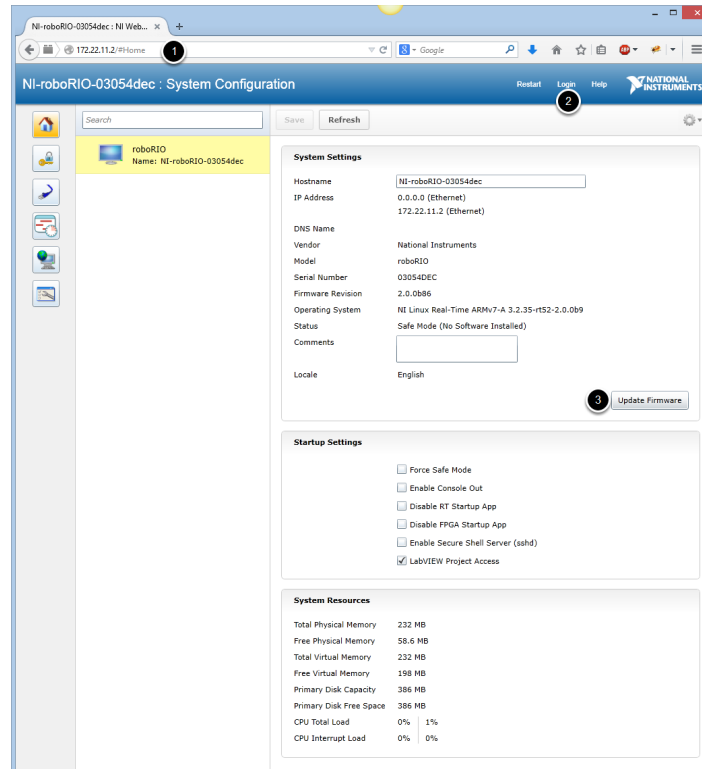 NI-roboRIO-03054dec : NI Web...
172.22.11.2/#Home
1
Google
NI-roboRIO-03054dec : System Configuration
Restart
Login
Help
NATIONAL INSTRUMENTS
2
Search
Save
Refresh
roboRIO
Name: NI-roboRIO-03054dec
System Settings
Hostname NI-roboRIO-03054dec
IP Address 0.0.0.0 (Ethernet)
172.22.11.2 (Ethernet)
DNS Name
Vendor National Instruments
Model roboRIO
Serial Number 03054DEC
Firmware Revision 2.0.0b86
Operating System NI Linux Real-Time ARMv7-A 3.2.35-rt52-2.0.0b9
Status Safe Mode (No Software Installed)
Comments
Locale English
3
Update Firmware
Startup Settings
Force Safe Mode
Enable Console Out
Disable RT Startup App
Disable FPGA Startup App
Enable Secure Shell Server (sshd)
LabVIEW Project Access
System Resources
Total Physical Memory 232 MB
Free Physical Memory 58.6 MB
Total Virtual Memory 232 MB
Free Virtual Memory 198 MB
Primary Disk Capacity 386 MB
Primary Disk Free Space 386 MB
CPU Total Load 0% 1%
CPU Interrupt Load 0% 0%